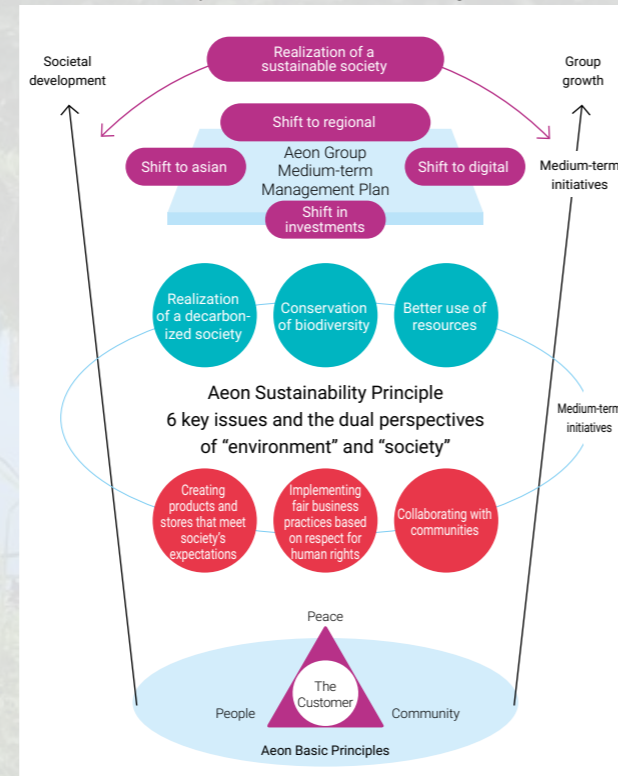 Realization of a
sustainable society
Societal
development
Group
growth
Shift to regional
Aeon Group
Medium-term
Management Plan
Shift to asian
Shift to digital
Medium-term
initiatives
Shift in
investments
Realization
of a decarbon-
ized society
Conservation
of biodiversity
Better use of
resources
Aeon Sustainability Principle
6 key issues and the dual perspectives
of “environment” and “society”
Medium-term
initiatives
Creating
products and
stores that meet
society’s
expectations
Implementing
fair business
practices based
on respect for
human rights
Collaborating with
communities
Peace
The
Customer
People
Community
Aeon Basic Principles